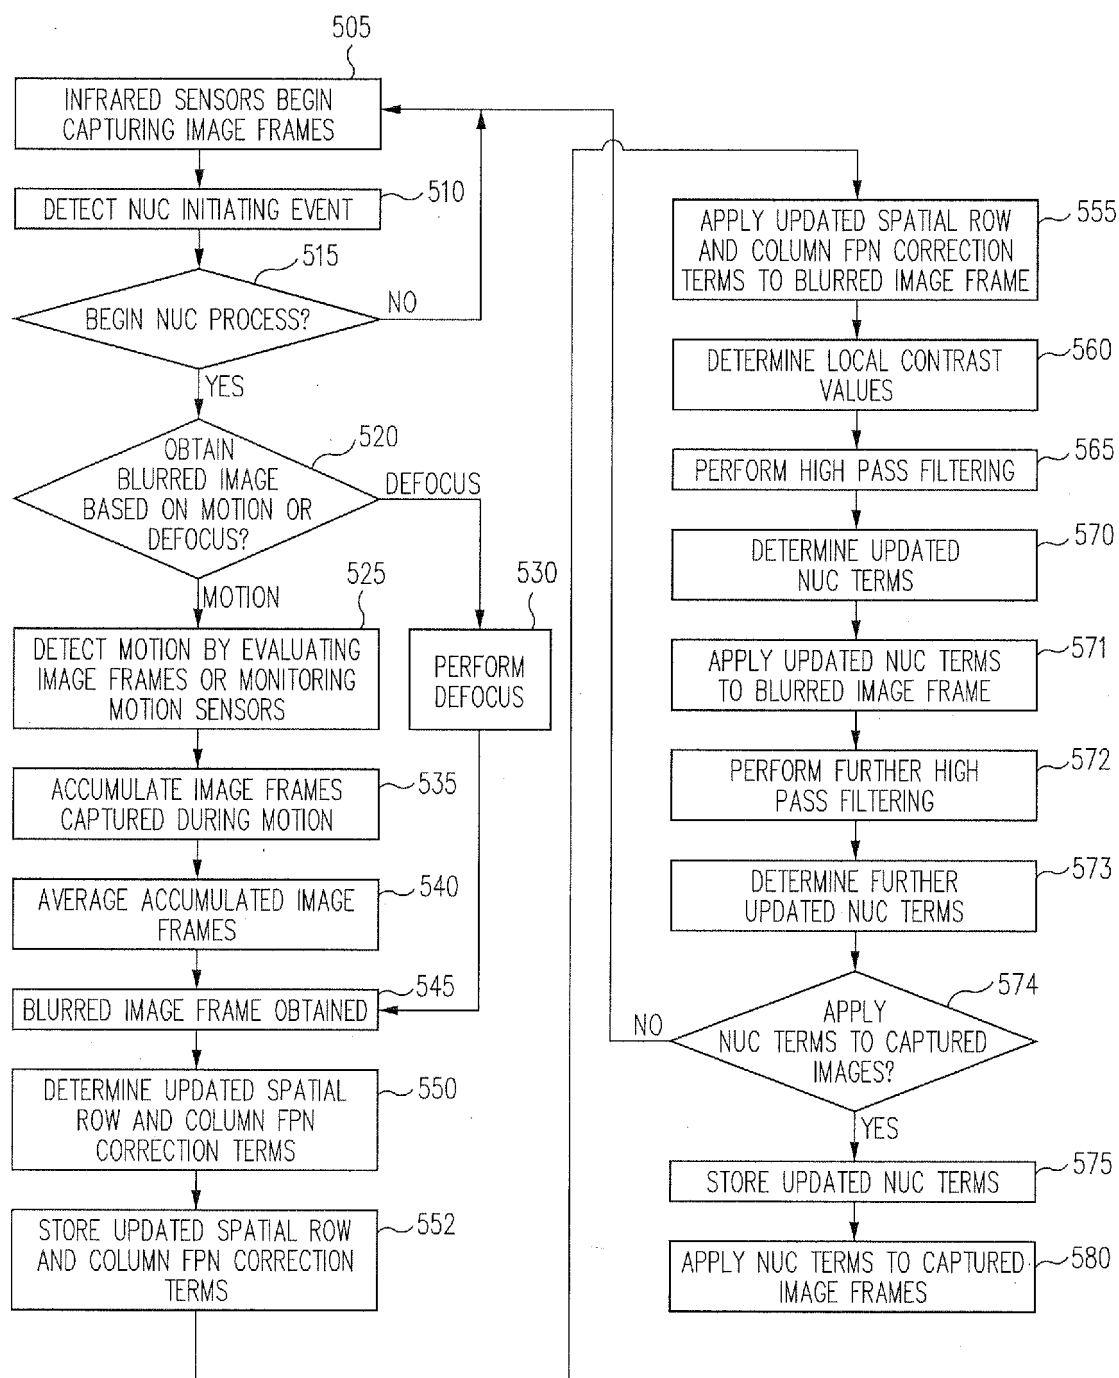 505
INFRARED SENSORS BEGIN
CAPTURING IMAGE FRAMES
DETECT NUC INITIATING EVENT
510
515
BEGIN NUC PROCESS?
NO
YES
520
OBTAIN
BLURRED IMAGE
BASED ON MOTION OR
DEFOCUS?
DEFOCUS
MOTION
525
DETECT MOTION BY EVALUATING
IMAGE FRAMES OR MONITORING
MOTION SENSORS
530
PERFORM
DEFOCUS
ACCUMULATE IMAGE FRAMES
CAPTURED DURING MOTION
535
AVERAGE ACCUMULATED IMAGE
FRAMES
540
BLURRED IMAGE FRAME OBTAINED
545
DETERMINE UPDATED SPATIAL
ROW AND COLUMN FPN
CORRECTION TERMS
550
STORE UPDATED SPATIAL ROW
AND COLUMN FPN CORRECTION
TERMS
552
APPLY UPDATED SPATIAL ROW
AND COLUMN FPN CORRECTION
TERMS TO BLURRED IMAGE FRAME
555
DETERMINE LOCAL CONTRAST
VALUES
560
PERFORM HIGH PASS FILTERING
565
DETERMINE UPDATED
NUC TERMS
570
APPLY UPDATED NUC TERMS
TO BLURRED IMAGE FRAME
571
PERFORM FURTHER HIGH
PASS FILTERING
572
DETERMINE FURTHER
UPDATED NUC TERMS
573
574
APPLY
NUC TERMS TO CAPTURED
IMAGES?
NO
YES
STORE UPDATED NUC TERMS
575
APPLY NUC TERMS TO CAPTURED
IMAGE FRAMES
580